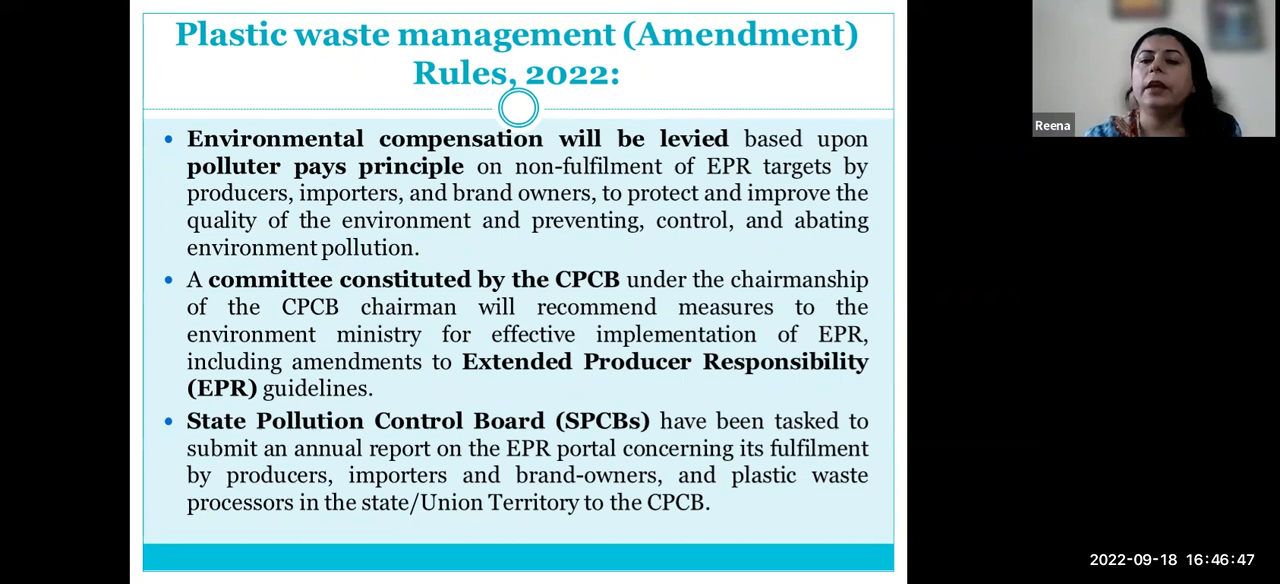 Plastic waste management (Amendment)
Rules, 2022:
• Environmental compensation will be levied based upon
polluter pays principle on non-fulfilment of EPR targets by
producers, importers, and brand owners, to protect and improve the
quality of the environment and preventing, control, and abating
environment pollution.
• A committee constituted by the CPCB under the chairmanship
of the CPCB chairman will recommend measures to the
environment ministry for effective implementation of EPR,
including amendments to Extended Producer Responsibility
(EPR) guidelines.
• State Pollution Control Board (SPCBs) have been tasked to
submit an annual report on the EPR portal concerning its fulfilment
by producers, importers and brand-owners, and plastic waste
processors in the state/Union Territory to the CPCB.
Reena
2022-09-18 16:46:47